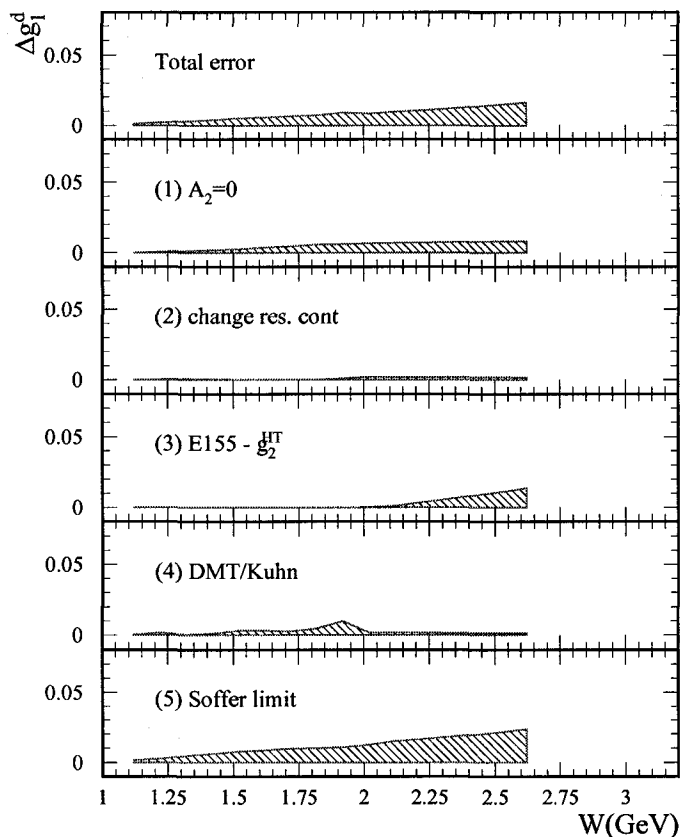 Δg₁ᵈ
0.05
Total error
0
0.05
(1) A₂=0
0
0.05
(2) change res. cont
0
0.05
(3) E155 - g₂ᴴᵀ
0
0.05
(4) DMT/Kuhn
0
0.05
(5) Soffer limit
0
1 1.25 1.5 1.75 2 2.25 2.5 2.75 3
W(GeV)